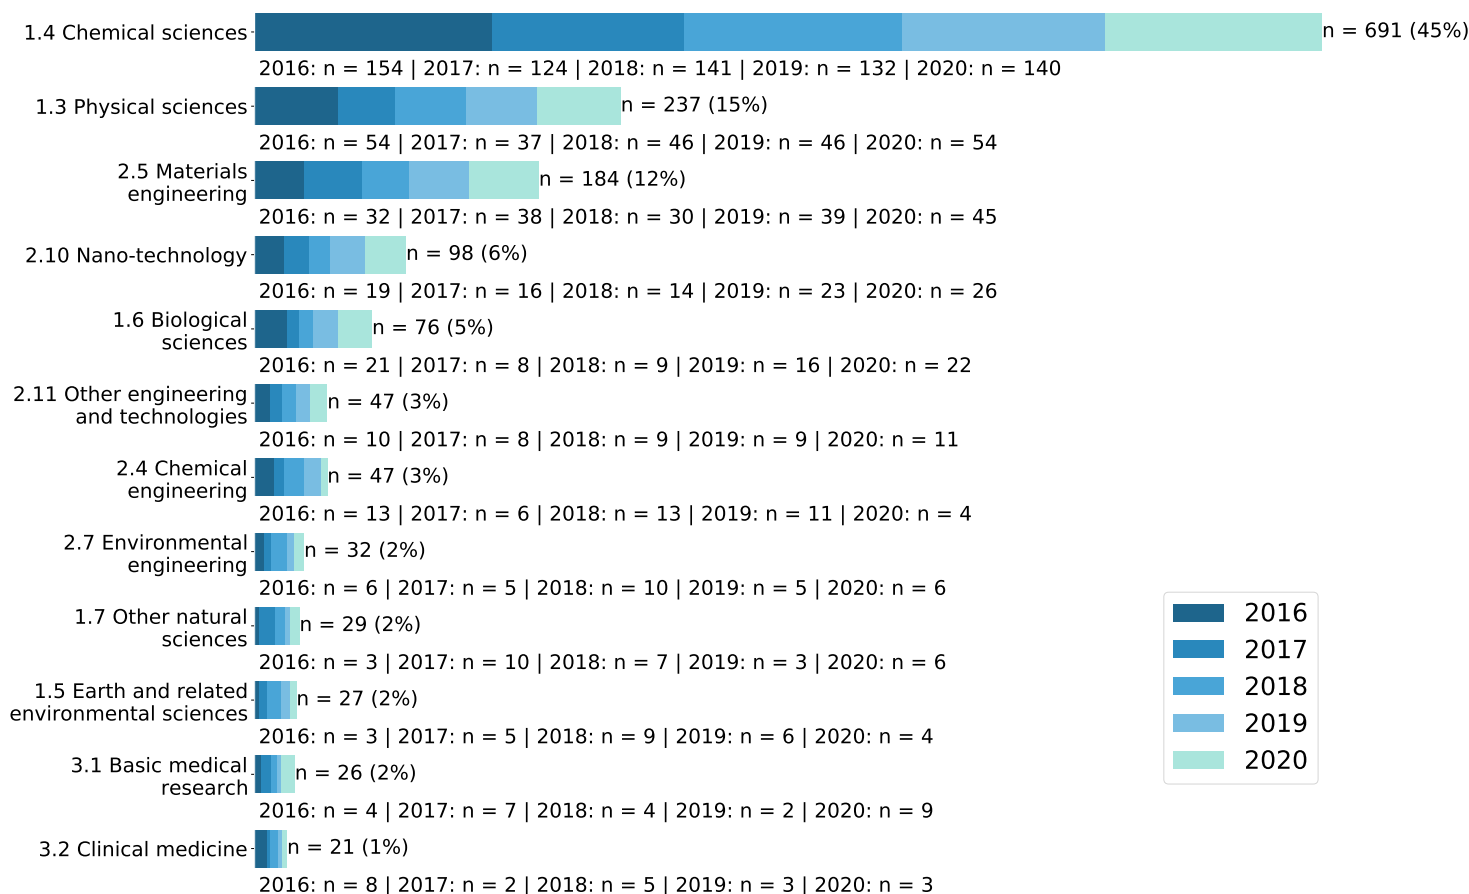 1.4 Chemical sciences
n = 691 (45%)
2016: n = 154 | 2017: n = 124 | 2018: n = 141 | 2019: n = 132 | 2020: n = 140
1.3 Physical sciences
n = 237 (15%)
2016: n = 54 | 2017: n = 37 | 2018: n = 46 | 2019: n = 46 | 2020: n = 54
2.5 Materials
engineering
n = 184 (12%)
2016: n = 32 | 2017: n = 38 | 2018: n = 30 | 2019: n = 39 | 2020: n = 45
2.10 Nano-technology
n = 98 (6%)
2016: n = 19 | 2017: n = 16 | 2018: n = 14 | 2019: n = 23 | 2020: n = 26
1.6 Biological
sciences
n = 76 (5%)
2016: n = 21 | 2017: n = 8 | 2018: n = 9 | 2019: n = 16 | 2020: n = 22
2.11 Other engineering
and technologies
n = 47 (3%)
2016: n = 10 | 2017: n = 8 | 2018: n = 9 | 2019: n = 9 | 2020: n = 11
2.4 Chemical
engineering
n = 47 (3%)
2016: n = 13 | 2017: n = 6 | 2018: n = 13 | 2019: n = 11 | 2020: n = 4
2.7 Environmental
engineering
n = 32 (2%)
2016: n = 6 | 2017: n = 5 | 2018: n = 10 | 2019: n = 5 | 2020: n = 6
1.7 Other natural
sciences
n = 29 (2%)
2016: n = 3 | 2017: n = 10 | 2018: n = 7 | 2019: n = 3 | 2020: n = 6
1.5 Earth and related
environmental sciences
n = 27 (2%)
2016: n = 3 | 2017: n = 5 | 2018: n = 9 | 2019: n = 6 | 2020: n = 4
3.1 Basic medical
research
n = 26 (2%)
2016: n = 4 | 2017: n = 7 | 2018: n = 4 | 2019: n = 2 | 2020: n = 9
3.2 Clinical medicine
n = 21 (1%)
2016: n = 8 | 2017: n = 2 | 2018: n = 5 | 2019: n = 3 | 2020: n = 3
2016
2017
2018
2019
2020